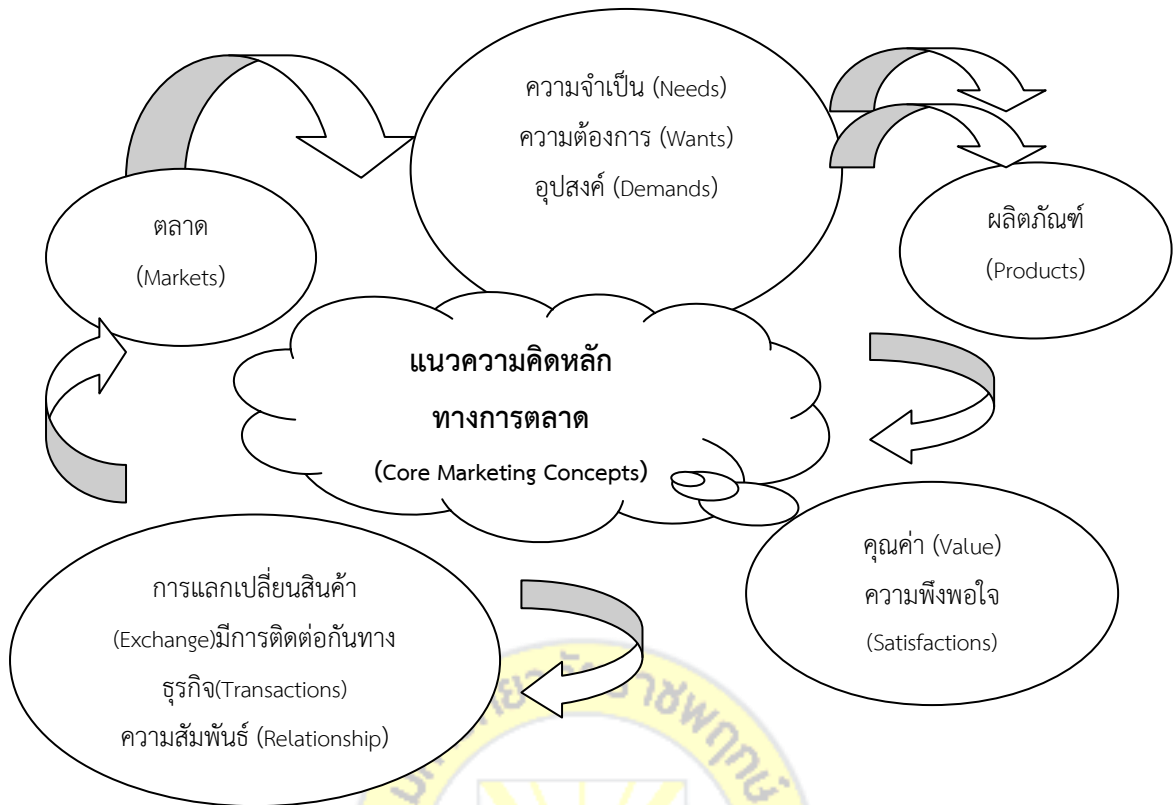 ความจำเป็น (Needs)
ความต้องการ (Wants)
อุปสงค์ (Demands)
ตลาด
(Markets)
ผลิตภัณฑ์
(Products)
แนวความคิดหลัก
ทางการตลาด
(Core Marketing Concepts)
คุณค่า (Value)
ความพึงพอใจ
(Satisfactions)
การแลกเปลี่ยนสินค้า
(Exchange)มีการติดต่อกันทาง
ธุรกิจ(Transactions)
ความสัมพันธ์ (Relationship)